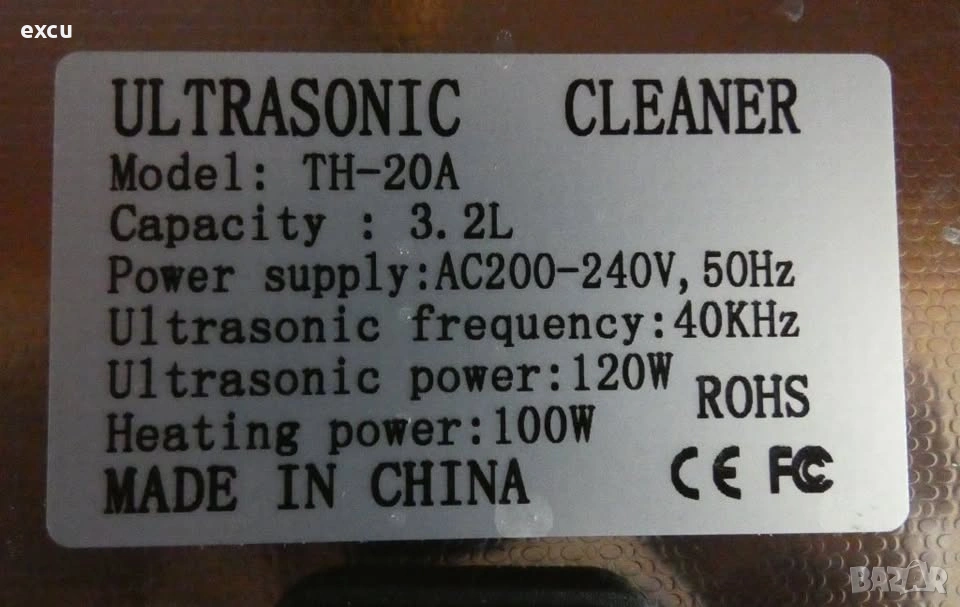 excu
ULTRASONIC CLEANER
Model: TH-20A
Capacity : 3.2L
Power supply:AC200-240V, 50Hz
Ultrasonic frequency:40KHz
Ultrasonic power:120W
ROHS
Heating power:100W
MADE IN CHINA
CE FC
BAZAR